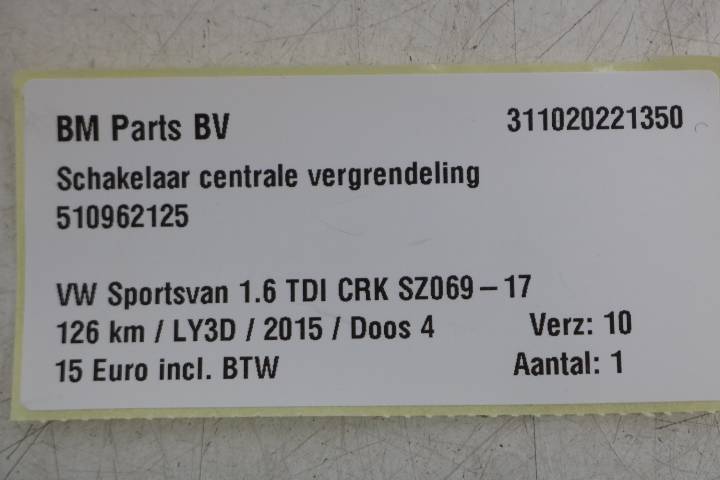 BM Parts BV 311020221350
Schakelaar centrale vergrendeling
510962125
VW Sportsvan 1.6 TDI CRK SZ069-17
126 km / LY3D / 2015 / Doos 4 Verz: 10
15 Euro incl. BTW Aantal: 1